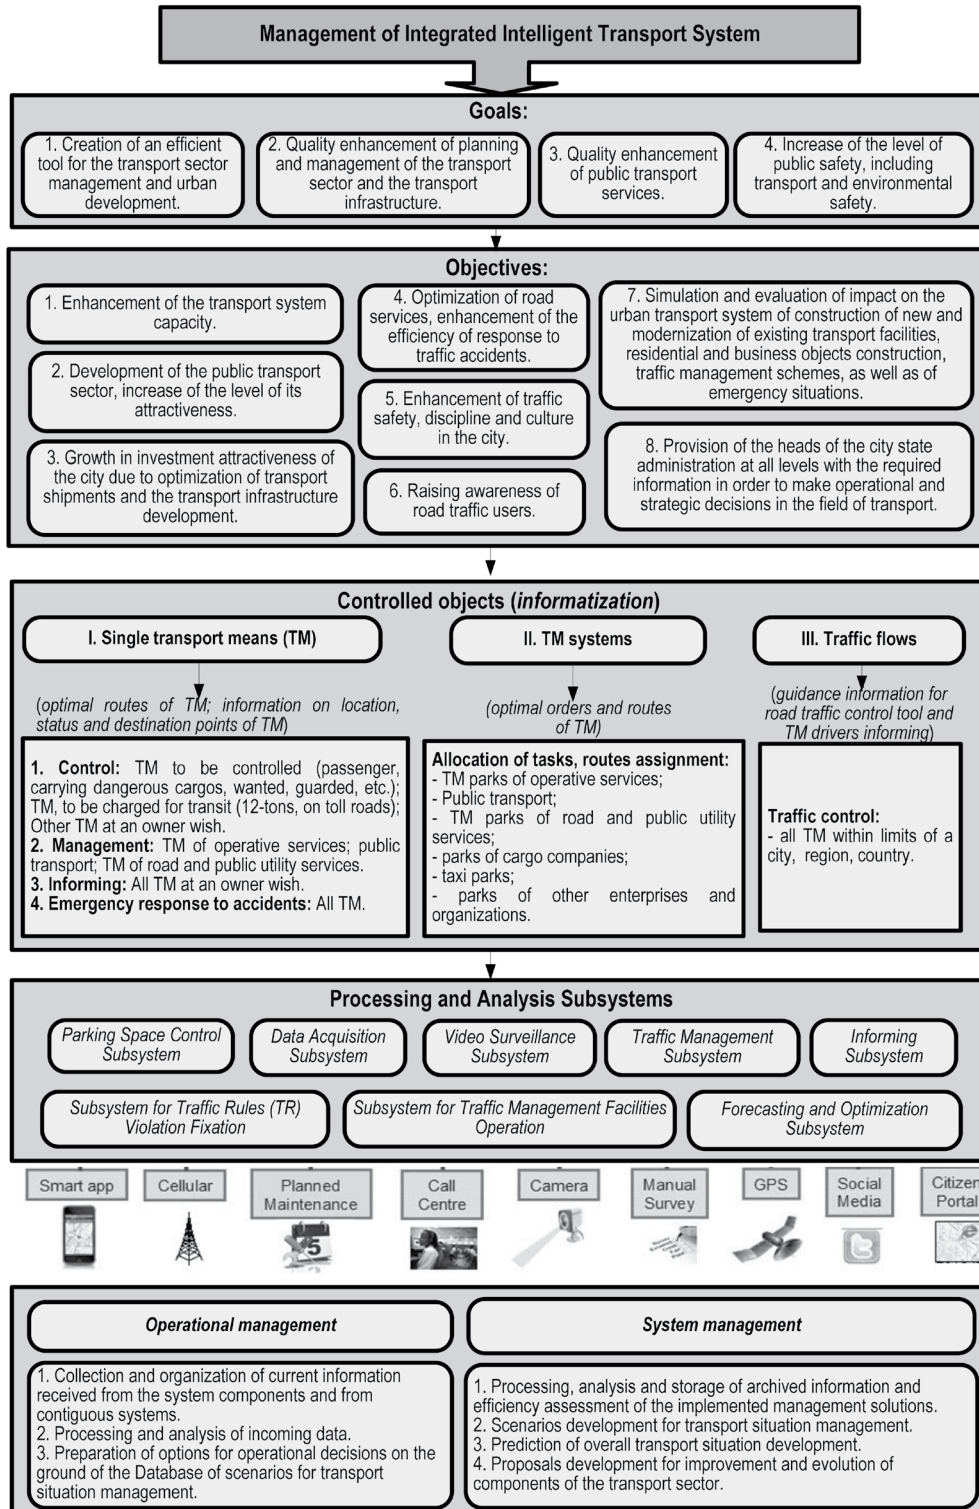 Management of Integrated Intelligent Transport System
Goals:
1. Creation of an efficient
tool for the transport sector
management and urban
development.
2. Quality enhancement of planning
and management of the transport
sector and the transport
infrastructure.
3. Quality enhancement
of public transport
services.
4. Increase of the level of
public safety, including
transport and environmental
safety.
Objectives:
1. Enhancement of the transport system
capacity.
2. Development of the public transport
sector, increase of the level of its
attractiveness.
3. Growth in investment attractiveness of
the city due to optimization of transport
shipments and the transport infrastructure
development.
4. Optimization of road
services, enhancement of the
efficiency of response to
traffic accidents.
5. Enhancement of traffic
safety, discipline and culture
in the city.
6. Raising awareness of
road traffic users.
7. Simulation and evaluation of impact on the
urban transport system of construction of new and
modernization of existing transport facilities,
residential and business objects construction,
traffic management schemes, as well as of
emergency situations.
8. Provision of the heads of the city state
administration at all levels with the required
information in order to make operational and
strategic decisions in the field of transport.
Controlled objects (informatization)
I. Single transport means (TM)
(optimal routes of TM; information on location,
status and destination points of TM)
1. Control: TM to be controlled (passenger,
carrying dangerous cargos, wanted, guarded, etc.);
TM, to be charged for transit (12-tons, on toll roads);
Other TM at an owner wish.
2. Management: TM of operative services; public
transport; TM of road and public utility services.
3. Informing: All TM at an owner wish.
4. Emergency response to accidents: All TM.
II. TM systems
(optimal orders and routes
of TM)
Allocation of tasks, routes assignment:
- TM parks of operative services;
- Public transport;
- TM parks of road and public utility
services;
- parks of cargo companies;
- taxi parks;
- parks of other enterprises and
organizations.
III. Traffic flows
(guidance information for
road traffic control tool and
TM drivers informing)
Traffic control:
- all TM within limits of a
city, region, country.
Processing and Analysis Subsystems
Parking Space Control
Subsystem
Data Acquisition
Subsystem
Video Surveillance
Subsystem
Traffic Management
Subsystem
Informing
Subsystem
Subsystem for Traffic Rules (TR)
Violation Fixation
Subsystem for Traffic Management Facilities
Operation
Forecasting and Optimization
Subsystem
Smart app
Cellular
Planned
Maintenance
5
Call
Centre
Camera
Manual
Survey
GPS
Social
Media
t
Citizen
Portal
Operational management
1. Collection and organization of current information
received from the system components and from
contiguous systems.
2. Processing and analysis of incoming data.
3. Preparation of options for operational decisions on the
ground of the Database of scenarios for transport
situation management.
System management
1. Processing, analysis and storage of archived information and
efficiency assessment of the implemented management solutions.
2. Scenarios development for transport situation management.
3. Prediction of overall transport situation development.
4. Proposals development for improvement and evolution of
components of the transport sector.